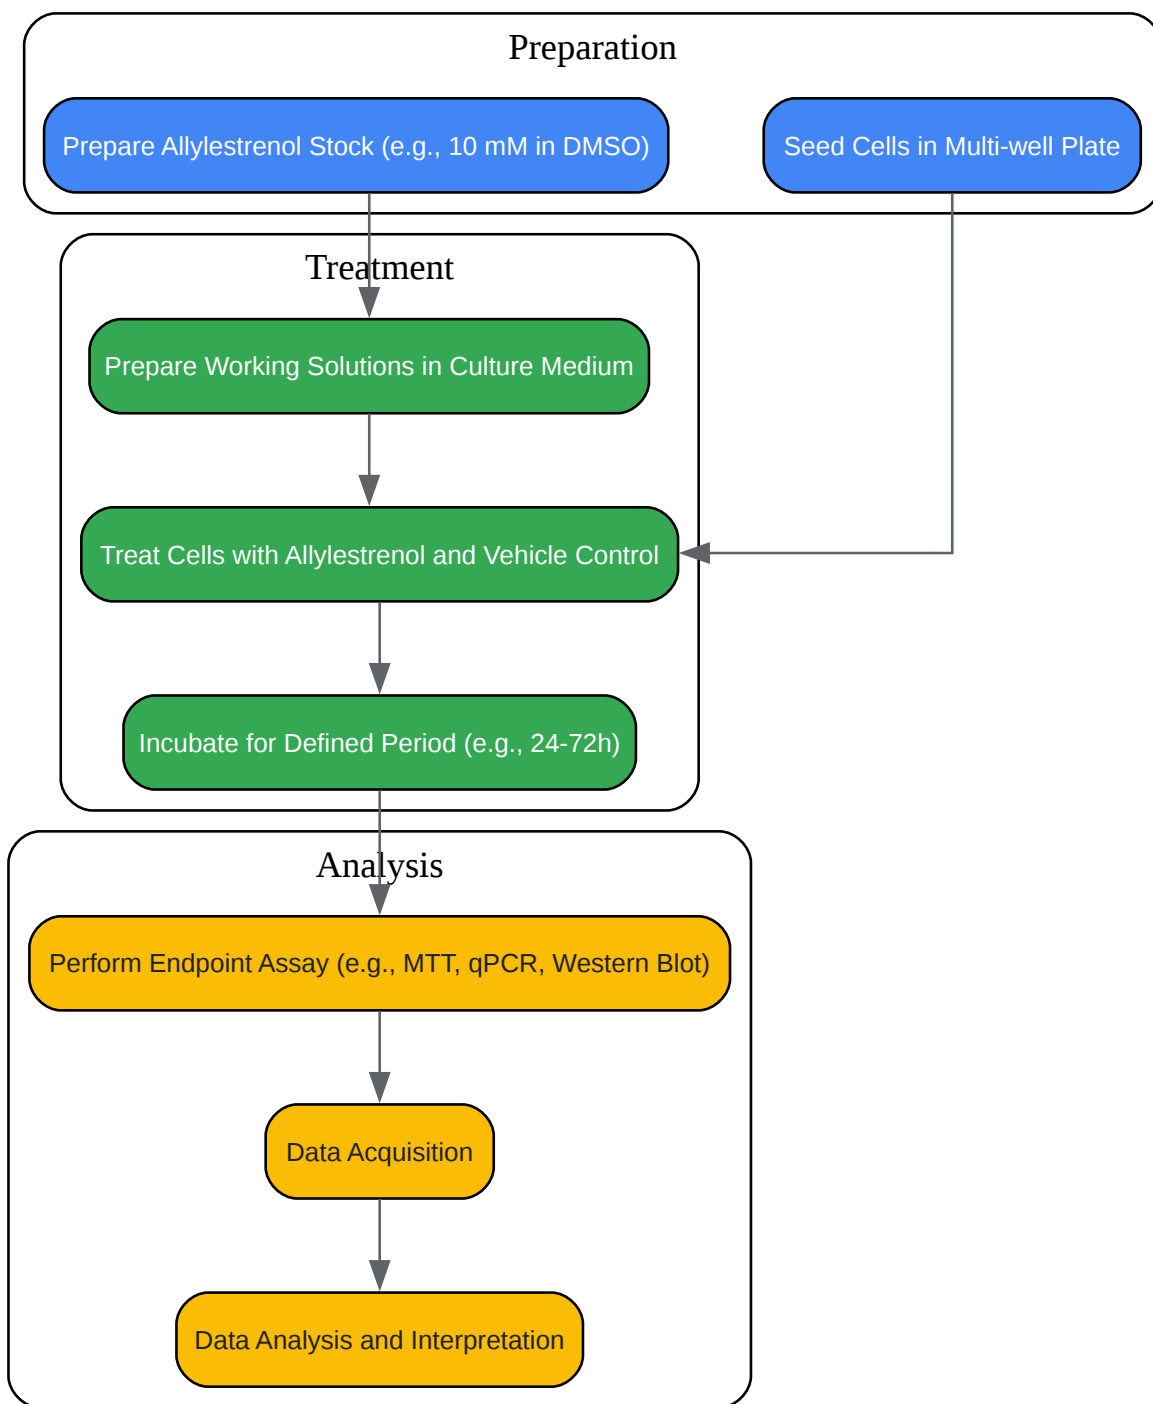 Preparation
Prepare Allylestrenol Stock (e.g., 10 mM in DMSO)
Seed Cells in Multi-well Plate
Treatment
Prepare Working Solutions in Culture Medium
Treat Cells with Allylestrenol and Vehicle Control
Incubate for Defined Period (e.g., 24-72h)
Analysis
Perform Endpoint Assay (e.g., MTT, qPCR, Western Blot)
Data Acquisition
Data Analysis and Interpretation